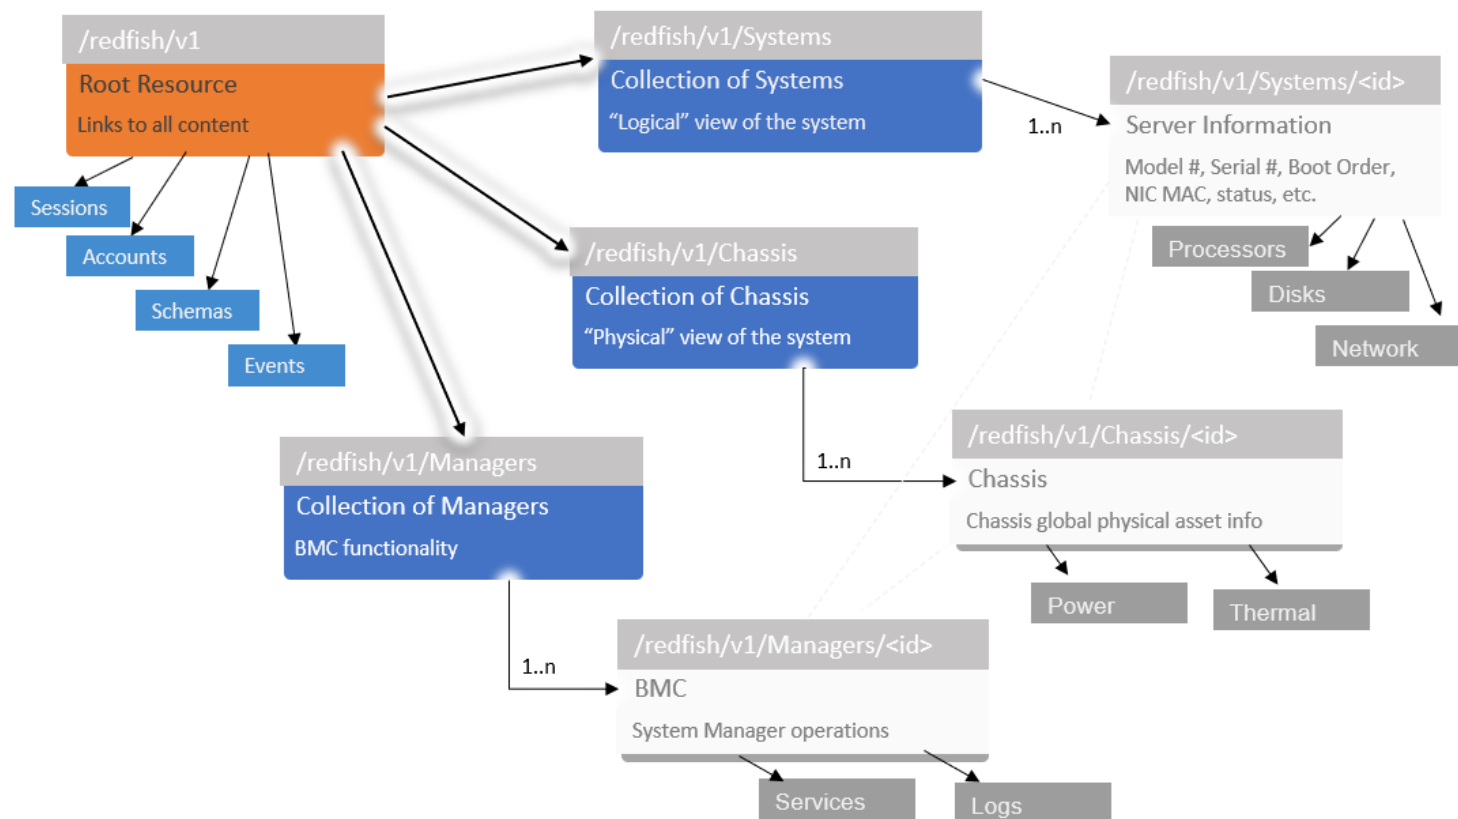 /redfish/v1
Root Resource
Links to all content
Sessions
Accounts
Schemas
Events
/redfish/v1/Systems
Collection of Systems
“Logical” view of the system
1..n
/redfish/v1/Systems/<id>
Server Information
Model #, Serial #, Boot Order,
NIC MAC, status, etc.
Processors
Disks
Network
/redfish/v1/Chassis
Collection of Chassis
“Physical” view of the system
1..n
/redfish/v1/Chassis/<id>
Chassis
Chassis global physical asset info
Power
Thermal
/redfish/v1/Managers
Collection of Managers
BMC functionality
1..n
/redfish/v1/Managers/<id>
BMC
System Manager operations
Services
Logs